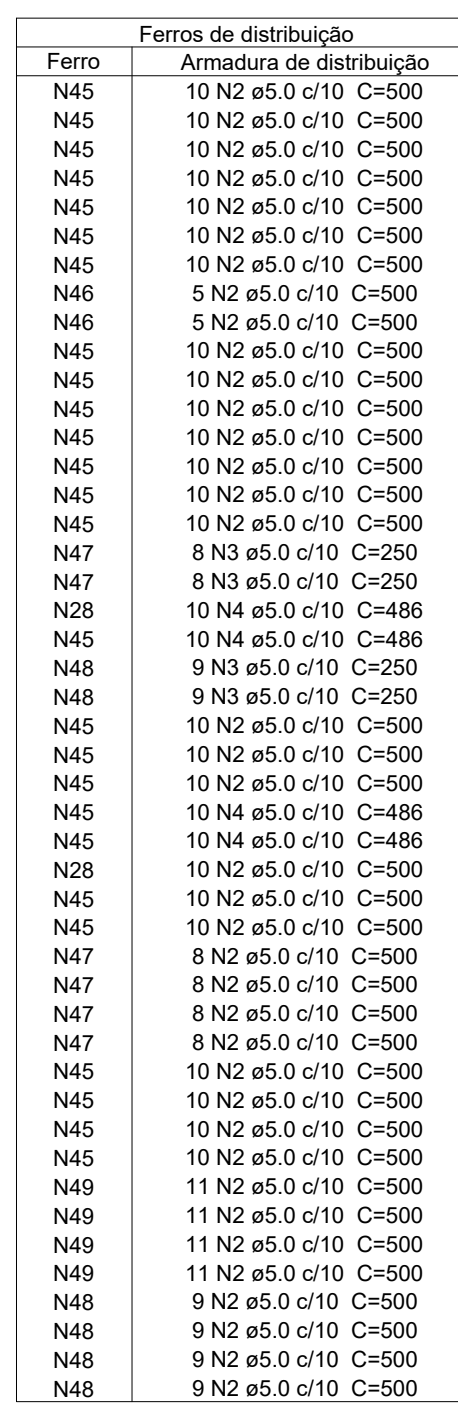 Ferros de distribuição
Ferro Armadura de distribuição
N45 10 N2 ø5.0 c/10 C=500
N45 10 N2 ø5.0 c/10 C=500
N45 10 N2 ø5.0 c/10 C=500
N45 10 N2 ø5.0 c/10 C=500
N45 10 N2 ø5.0 c/10 C=500
N45 10 N2 ø5.0 c/10 C=500
N45 10 N2 ø5.0 c/10 C=500
N46 5 N2 ø5.0 c/10 C=500
N46 5 N2 ø5.0 c/10 C=500
N45 10 N2 ø5.0 c/10 C=500
N45 10 N2 ø5.0 c/10 C=500
N45 10 N2 ø5.0 c/10 C=500
N45 10 N2 ø5.0 c/10 C=500
N45 10 N2 ø5.0 c/10 C=500
N45 10 N2 ø5.0 c/10 C=500
N45 10 N2 ø5.0 c/10 C=500
N47 8 N3 ø5.0 c/10 C=250
N47 8 N3 ø5.0 c/10 C=250
N28 10 N4 ø5.0 c/10 C=486
N45 10 N4 ø5.0 c/10 C=486
N48 9 N3 ø5.0 c/10 C=250
N48 9 N3 ø5.0 c/10 C=250
N45 10 N2 ø5.0 c/10 C=500
N45 10 N2 ø5.0 c/10 C=500
N45 10 N2 ø5.0 c/10 C=500
N45 10 N4 ø5.0 c/10 C=486
N45 10 N4 ø5.0 c/10 C=486
N28 10 N2 ø5.0 c/10 C=500
N45 10 N2 ø5.0 c/10 C=500
N45 10 N2 ø5.0 c/10 C=500
N47 8 N2 ø5.0 c/10 C=500
N47 8 N2 ø5.0 c/10 C=500
N47 8 N2 ø5.0 c/10 C=500
N47 8 N2 ø5.0 c/10 C=500
N45 10 N2 ø5.0 c/10 C=500
N45 10 N2 ø5.0 c/10 C=500
N45 10 N2 ø5.0 c/10 C=500
N45 10 N2 ø5.0 c/10 C=500
N49 11 N2 ø5.0 c/10 C=500
N49 11 N2 ø5.0 c/10 C=500
N49 11 N2 ø5.0 c/10 C=500
N49 11 N2 ø5.0 c/10 C=500
N48 9 N2 ø5.0 c/10 C=500
N48 9 N2 ø5.0 c/10 C=500
N48 9 N2 ø5.0 c/10 C=500
N48 9 N2 ø5.0 c/10 C=500